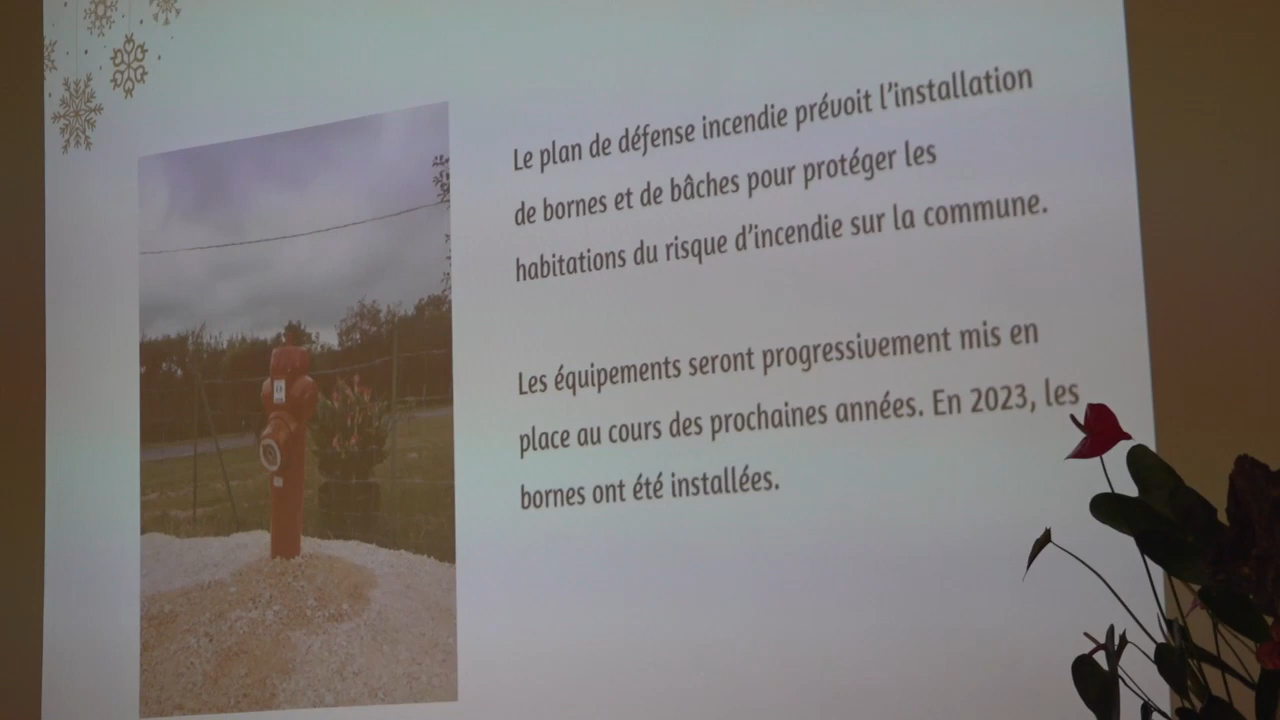 Le plan de défense incendie prévoit l'installation
de bornes et de bâches pour protéger les
habitations du risque d'incendie sur la commune.
Les équipements seront progressivement mis en
place au cours des prochaines années. En 2023, les
bornes ont été installées.